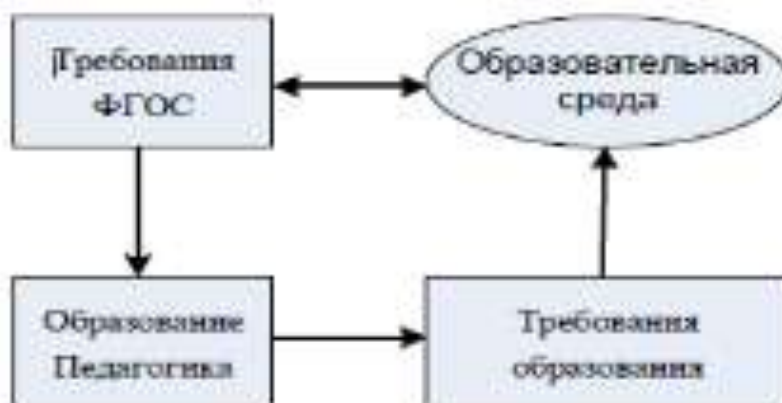 Требования
ФГОС
Образовательная
среда
Образование
Педагогика
Требования
образования